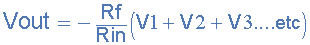 Vout = − Rf/Rin (V1 + V2 + V3....etc)